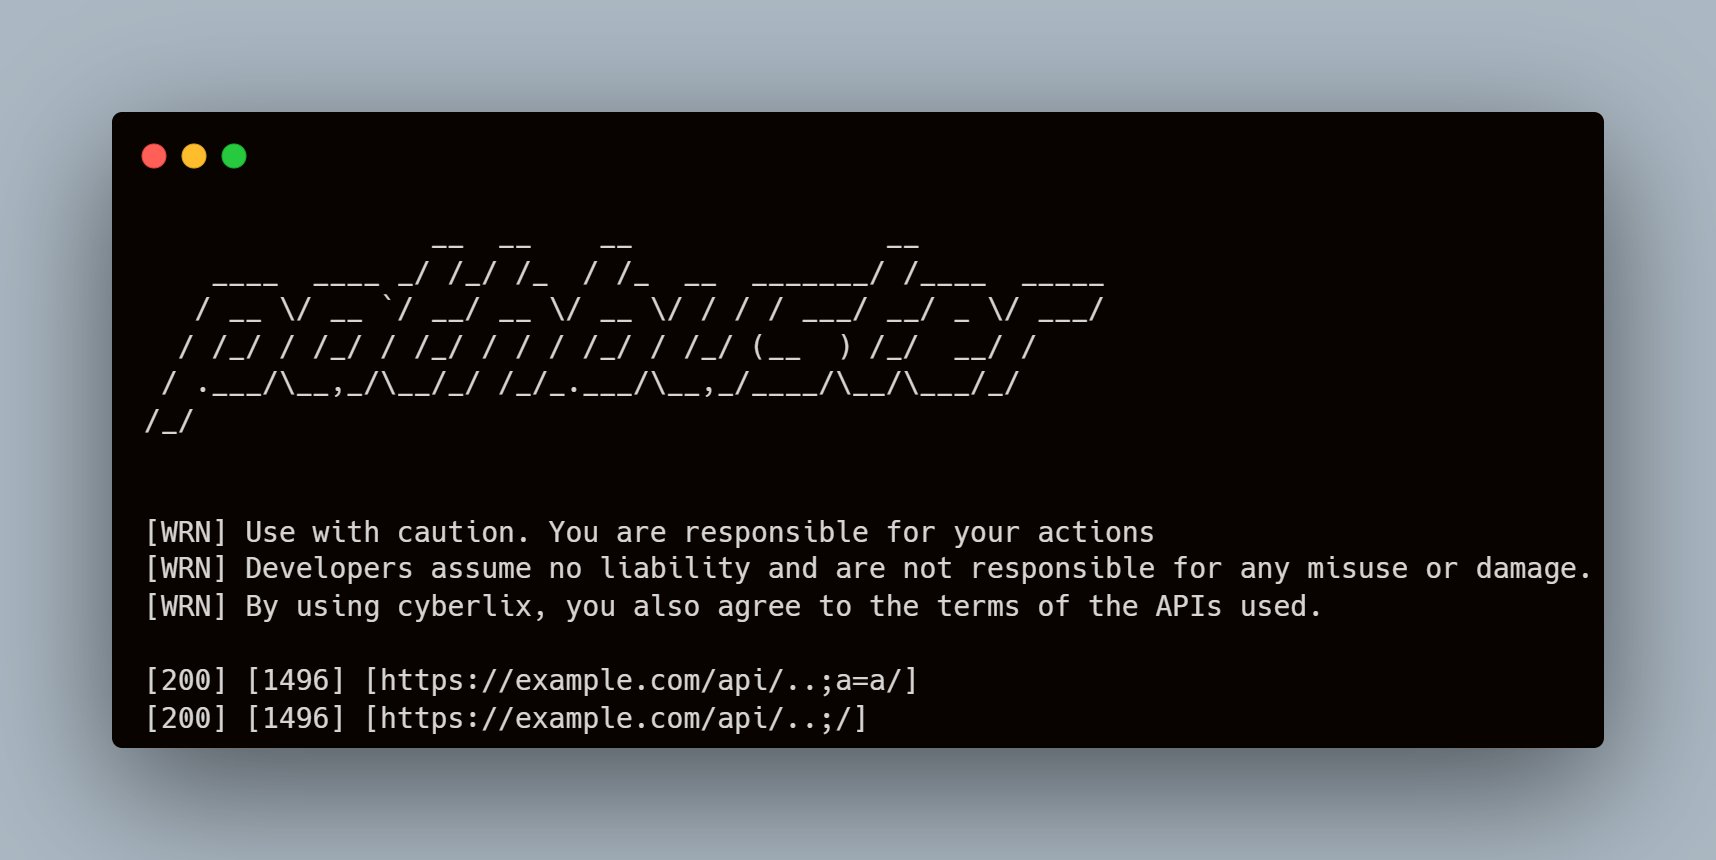 __  __    __               __
    ____  ____ _/ /_/ /_  / /_  __  _______/ /____  _____
   / __ \/ __ `/ __/ __ \/ __ \/ / / / ___/ __/ _ \/ ___/
  / /_/ / /_/ / /_/ / / / /_/ / /_/ (__  ) /_/  __/ /
 / .___/\__,_/\__/_/ /_/_.___/\__,_/____/\__/\___/_/
/_/
[WRN] Use with caution. You are responsible for your actions
[WRN] Developers assume no liability and are not responsible for any misuse or damage.
[WRN] By using cyberlix, you also agree to the terms of the APIs used.
[200] [1496] [https://example.com/api/..;a=a/]
[200] [1496] [https://example.com/api/..;/]